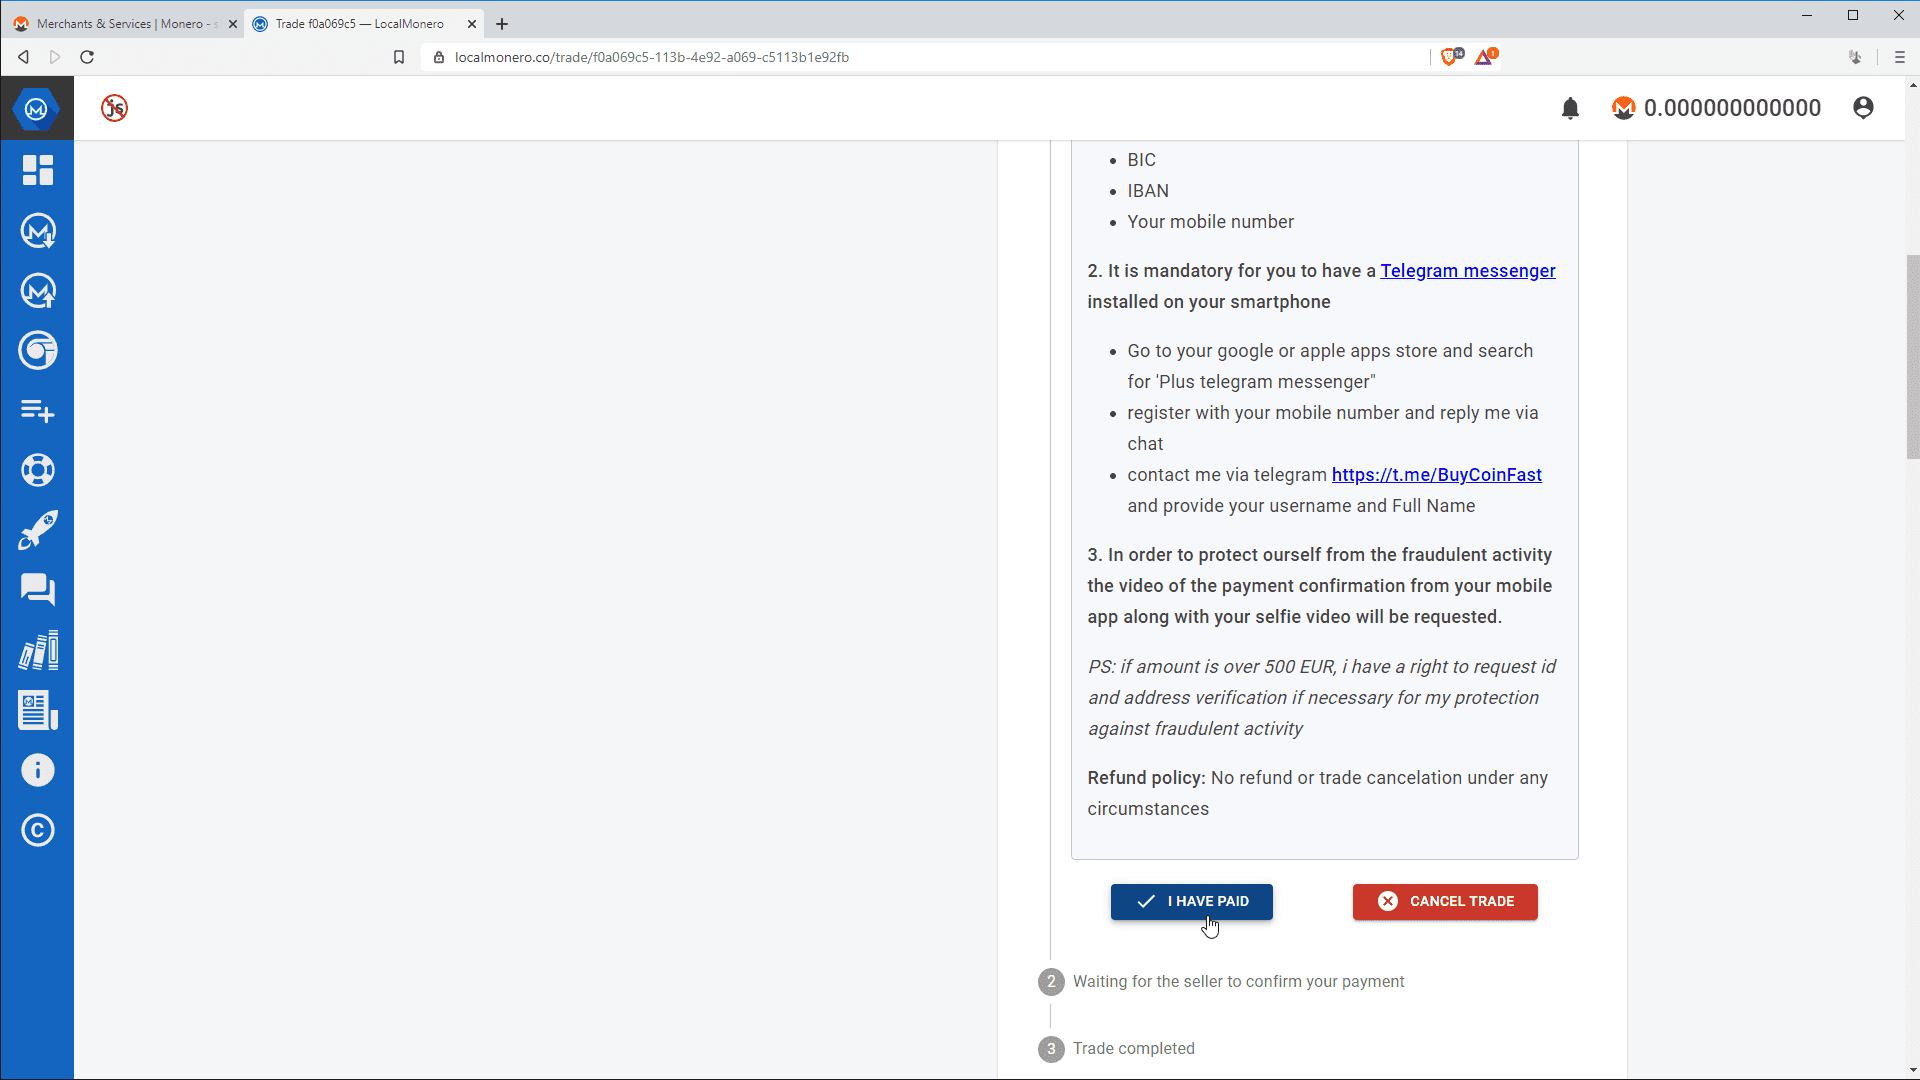 Merchants & Services | Monero - s
Trade f0a069c5 — LocalMonero
localmonero.co/trade/f0a069c5-113b-4e92-a069-c5113b1e92fb
14
1
js
0.000000000000
BIC
IBAN
Your mobile number
2. It is mandatory for you to have a Telegram messenger
installed on your smartphone
Go to your google or apple apps store and search
for 'Plus telegram messenger"
register with your mobile number and reply me via
chat
contact me via telegram https://t.me/BuyCoinFast
and provide your username and Full Name
3. In order to protect ourself from the fraudulent activity
the video of the payment confirmation from your mobile
app along with your selfie video will be requested.
PS: if amount is over 500 EUR, i have a right to request id
and address verification if necessary for my protection
against fraudulent activity
Refund policy: No refund or trade cancelation under any
circumstances
I HAVE PAID
CANCEL TRADE
2 Waiting for the seller to confirm your payment
3 Trade completed